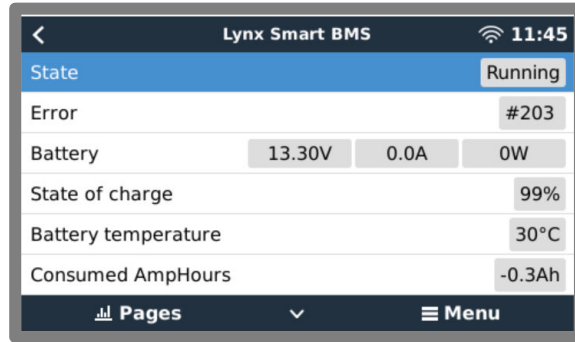 Lynx Smart BMS 11:45
State Running
Error #203
Battery 13.30V 0.0A 0W
State of charge 99%
Battery temperature 30°C
Consumed AmpHours -0.3Ah
Pages Menu